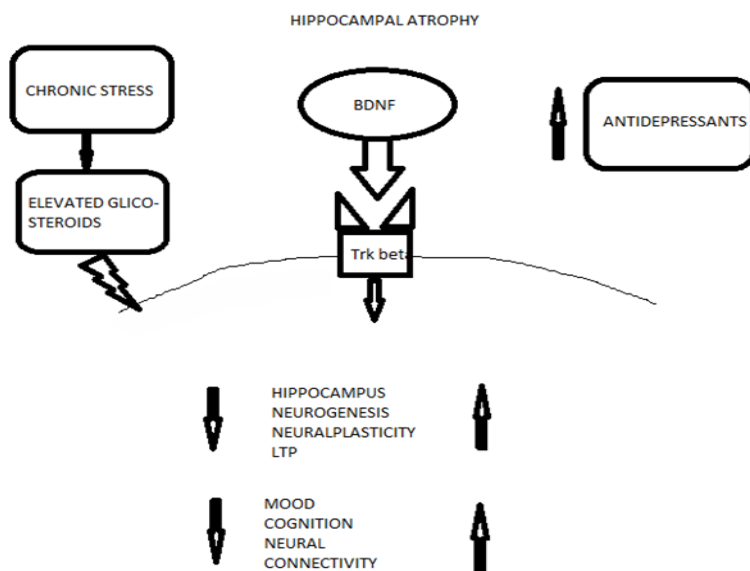 HIPPOCAMPAL ATROPHY
CHRONIC STRESS
BDNF
ANTIDEPRESSANTS
ELEVATED GLICO-
STEROIDS
Trk beta
HIPPOCAMPUS
NEUROGENESIS
NEURALPLASTICITY
LTP
MOOD
COGNITION
NEURAL
CONNECTIVITY